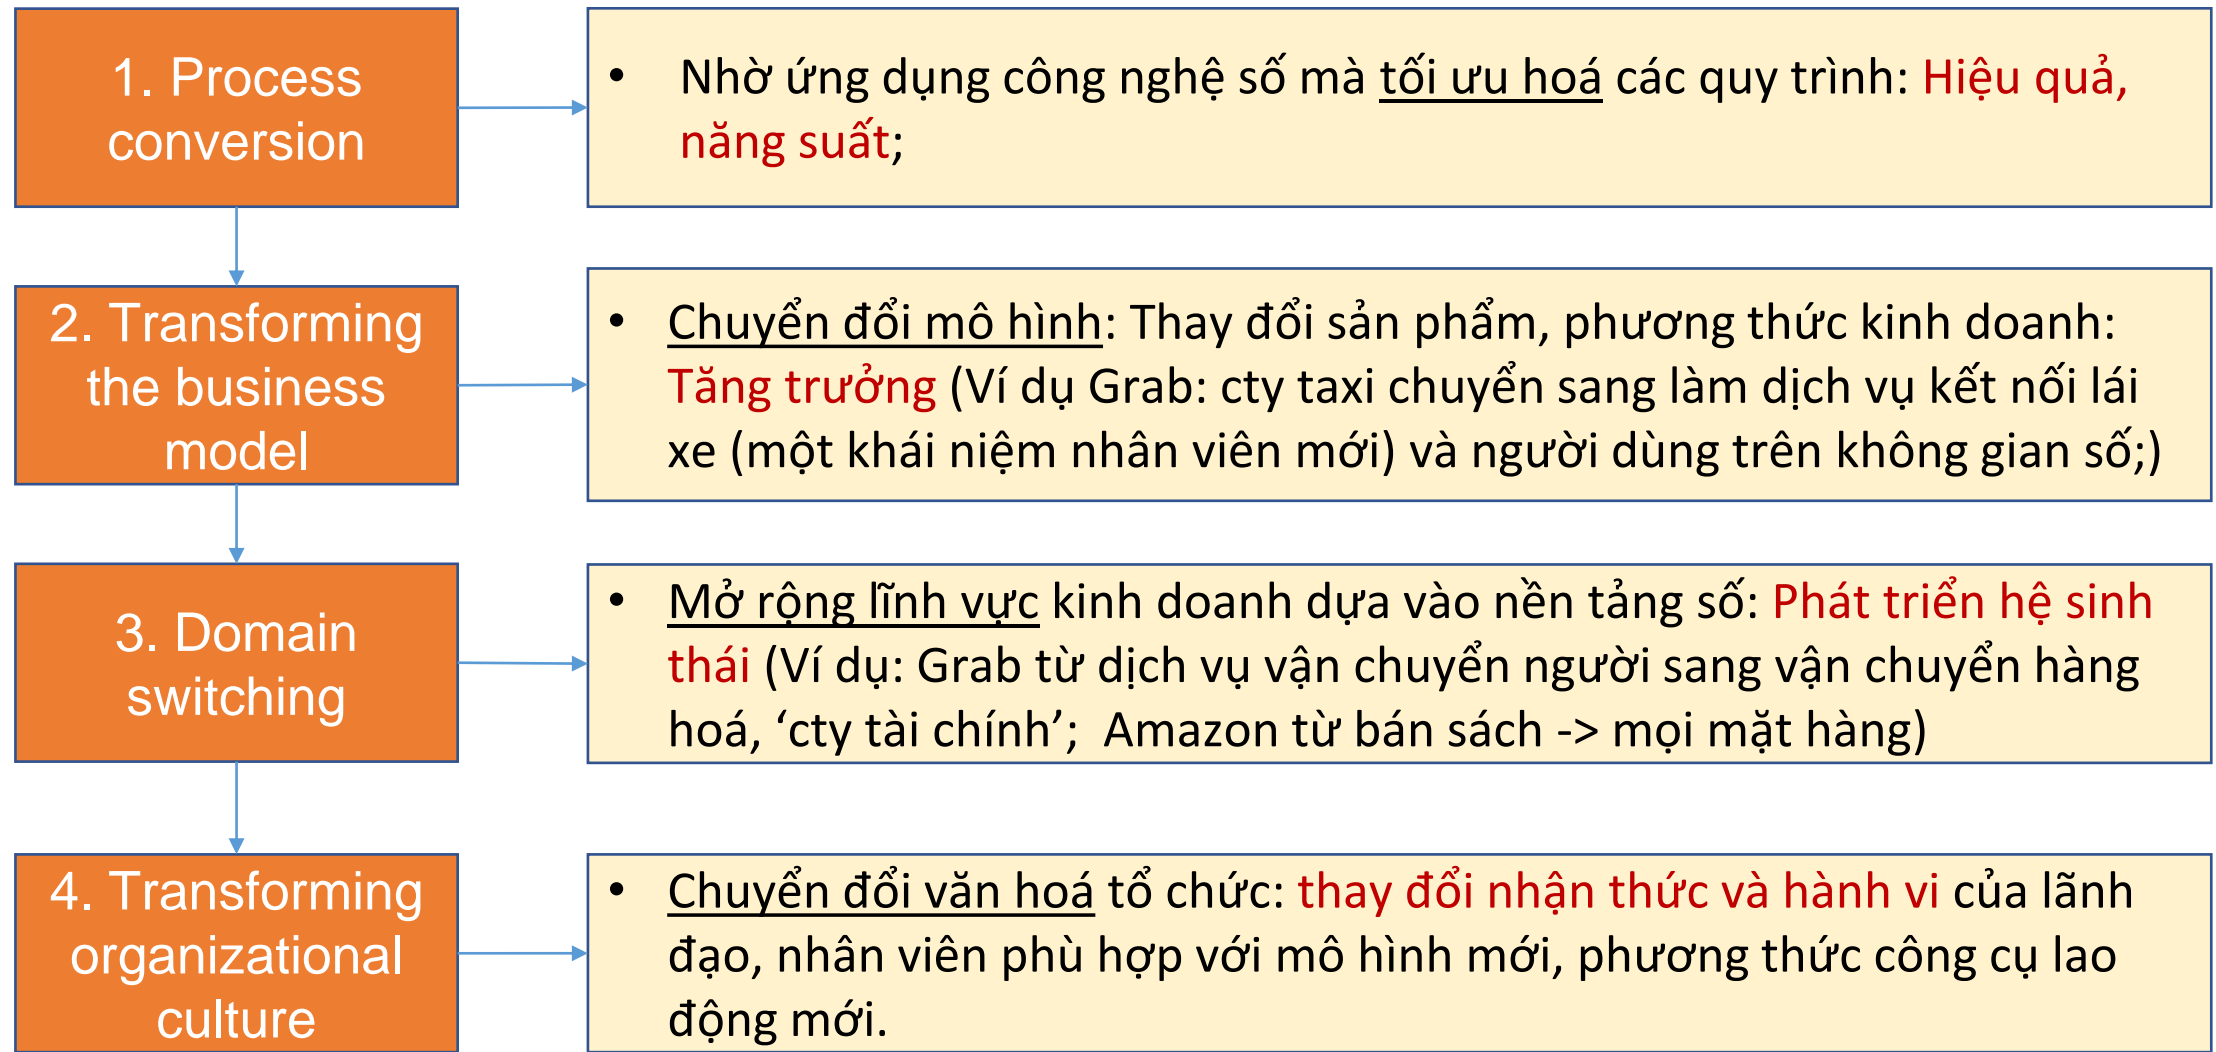 1. Process
conversion
• Nhờ ứng dụng công nghệ số mà tối ưu hoá các quy trình: Hiệu quả,
năng suất;
2. Transforming
the business
model
• Chuyển đổi mô hình: Thay đổi sản phẩm, phương thức kinh doanh:
Tăng trưởng (Ví dụ Grab: cty taxi chuyển sang làm dịch vụ kết nối lái
xe (một khái niệm nhân viên mới) và người dùng trên không gian số;)
3. Domain
switching
• Mở rộng lĩnh vực kinh doanh dựa vào nền tảng số: Phát triển hệ sinh
thái (Ví dụ: Grab từ dịch vụ vận chuyển người sang vận chuyển hàng
hoá, ‘cty tài chính’;  Amazon từ bán sách -> mọi mặt hàng)
4. Transforming
organizational
culture
• Chuyển đổi văn hoá tổ chức: thay đổi nhận thức và hành vi của lãnh
đạo, nhân viên phù hợp với mô hình mới, phương thức công cụ lao
động mới.